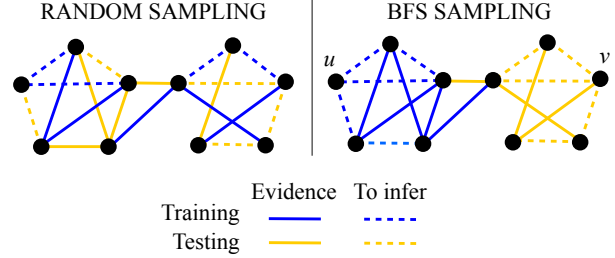 RANDOM SAMPLING
BFS SAMPLING
u
v
Evidence To infer
Training
Testing